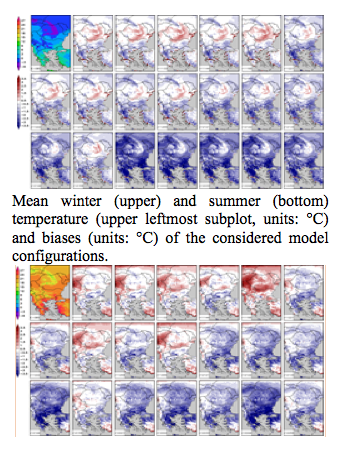 Mean winter (upper) and summer (bottom)
temperature (upper leftmost subplot, units: °C)
and biases (units: °C) of the considered model
configurations.